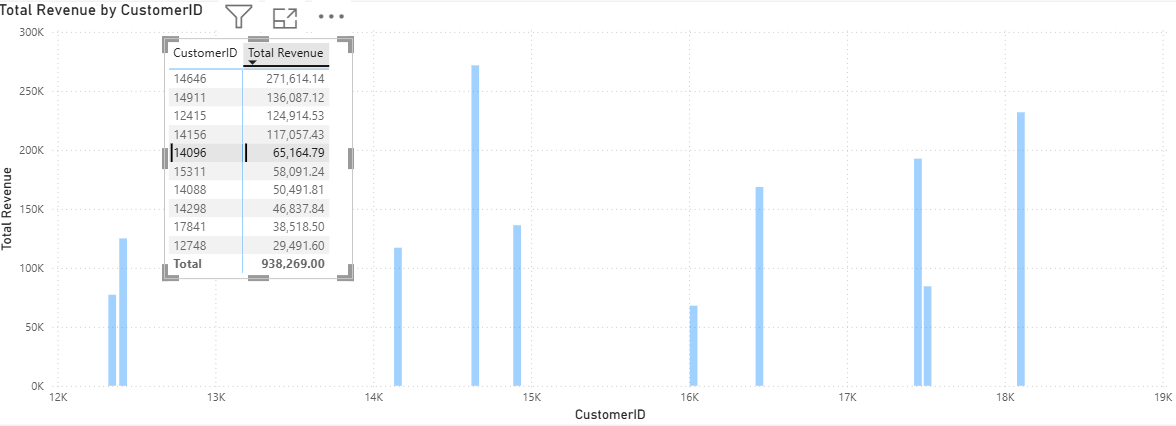 Total Revenue by CustomerID
300K
250K
200K
150K
100K
50K
0K
Total Revenue
CustomerID Total Revenue
14646 271,614.14
14911 136,087.12
12415 124,914.53
14156 117,057.43
14096 65,164.79
15311 58,091.24
14088 50,491.81
14298 46,837.84
17841 38,518.50
12748 29,491.60
Total 938,269.00
12K 13K 14K 15K 16K 17K 18K 19K
CustomerID